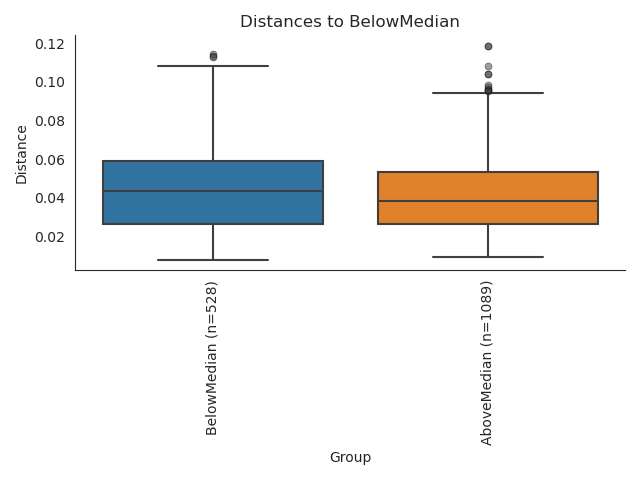 Distances to BelowMedian
Distance
0.12
0.10
0.08
0.06
0.04
0.02
BelowMedian (n=528)
AboveMedian (n=1089)
Group